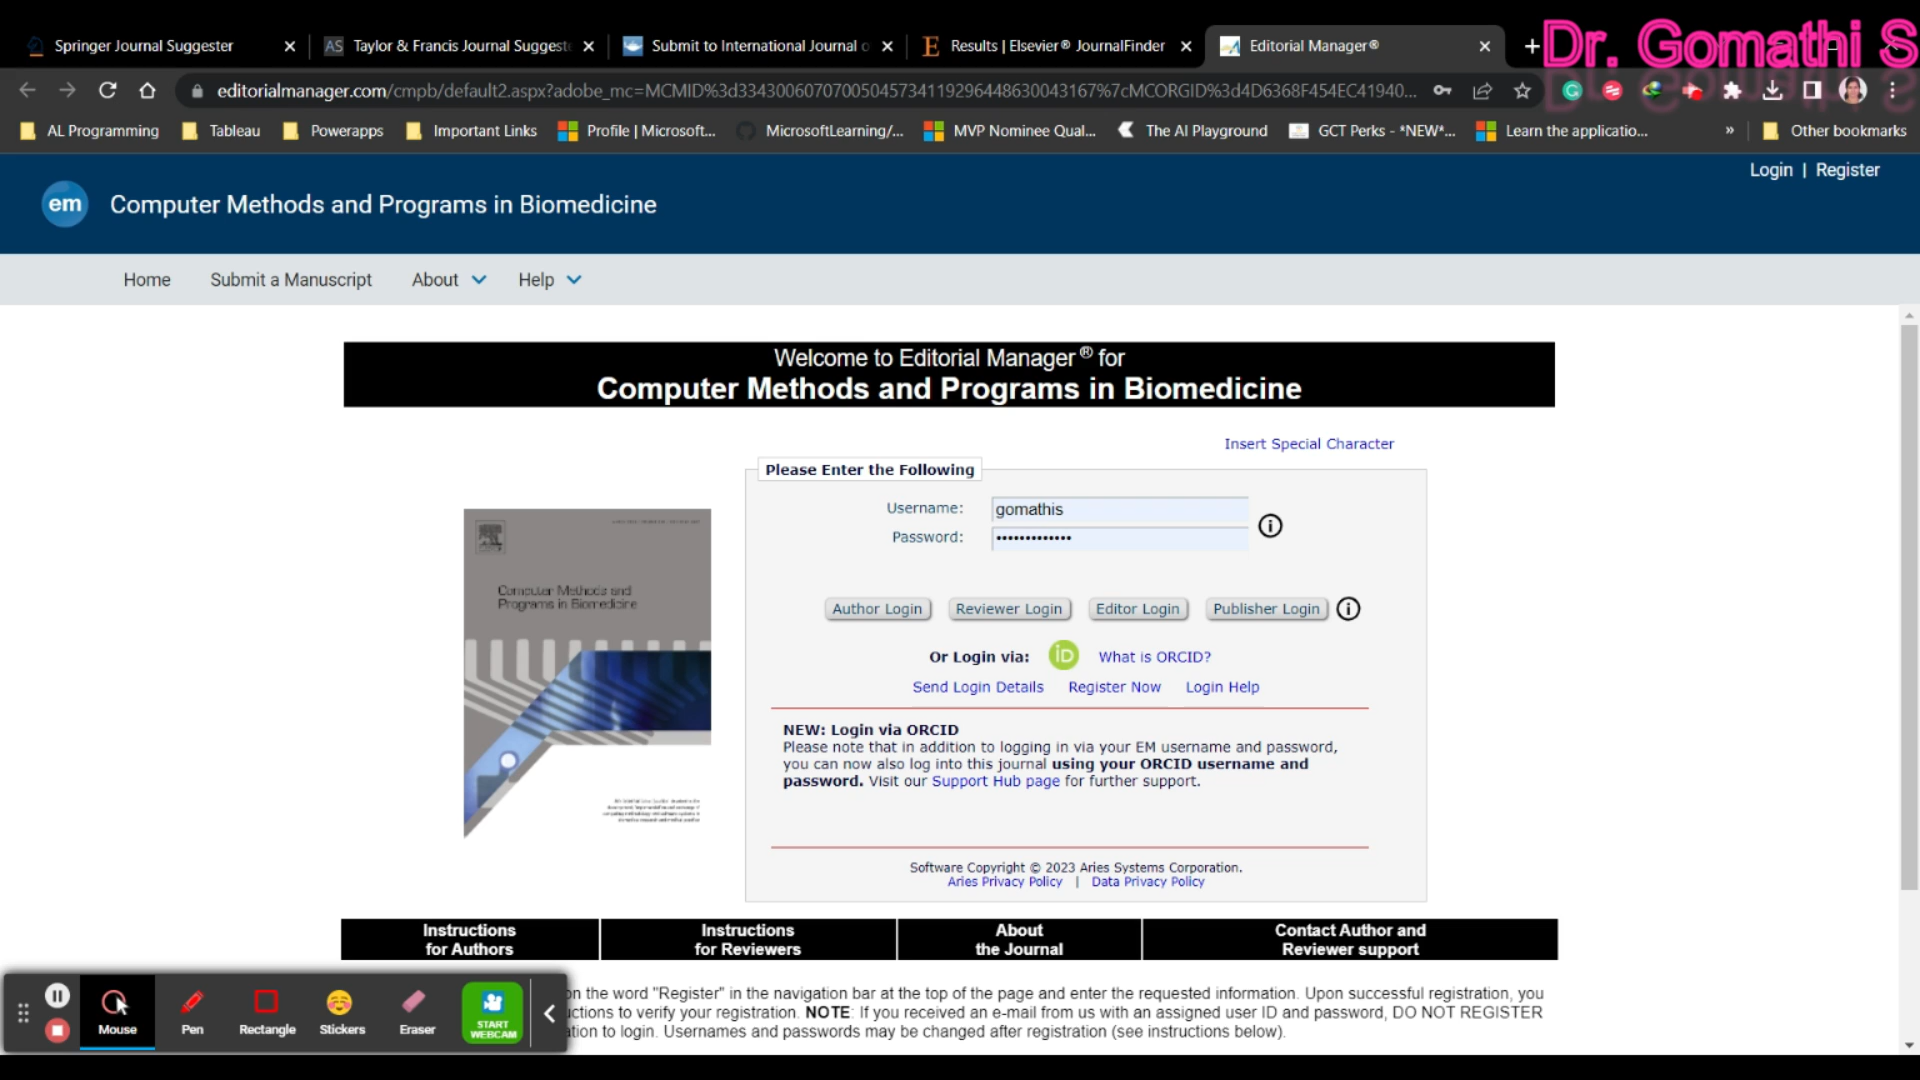 Dr. Gomathi S
Springer Journal Suggester
AS Taylor & Francis Journal Suggest
Submit to International Journal o
E Results | Elsevier® JournalFinder
Editorial Manager®
editorialmanager.com/cmpb/default2.aspx?adobe_mc=MCMID%3d33430060707005045734119296448630043167%7cMCORGID%3d4D6368F454EC41940...
AL Programming
Tableau
Powerapps
Important Links
Profile | Microsoft...
MicrosoftLearning/...
MVP Nominee Qual...
The AI Playground
GCT Perks - *NEW*...
Learn the applicatio...
»
Other bookmarks
Login | Register
em Computer Methods and Programs in Biomedicine
Home
Submit a Manuscript
About
Help
Welcome to Editorial Manager® for
Computer Methods and Programs in Biomedicine
Insert Special Character
Please Enter the Following
Username: gomathis
Password: •••••••••••••
Computer Methods and
Programs in Biomedicine
Author Login
Reviewer Login
Editor Login
Publisher Login
Or Login via: iD What is ORCID?
Send Login Details
Register Now
Login Help
NEW: Login via ORCID
Please note that in addition to logging in via your EM username and password,
you can now also log into this journal using your ORCID username and
password. Visit our Support Hub page for further support.
Software Copyright © 2023 Aries Systems Corporation.
Aries Privacy Policy | Data Privacy Policy
Instructions
for Authors
Instructions
for Reviewers
About
the Journal
Contact Author and
Reviewer support
on the word "Register" in the navigation bar at the top of the page and enter the requested information. Upon successful registration, you
uctions to verify your registration. NOTE: If you received an e-mail from us with an assigned user ID and password, DO NOT REGISTER
ation to login. Usernames and passwords may be changed after registration (see instructions below).
Mouse
Pen
Rectangle
Stickers
Eraser
START
WEBCAM